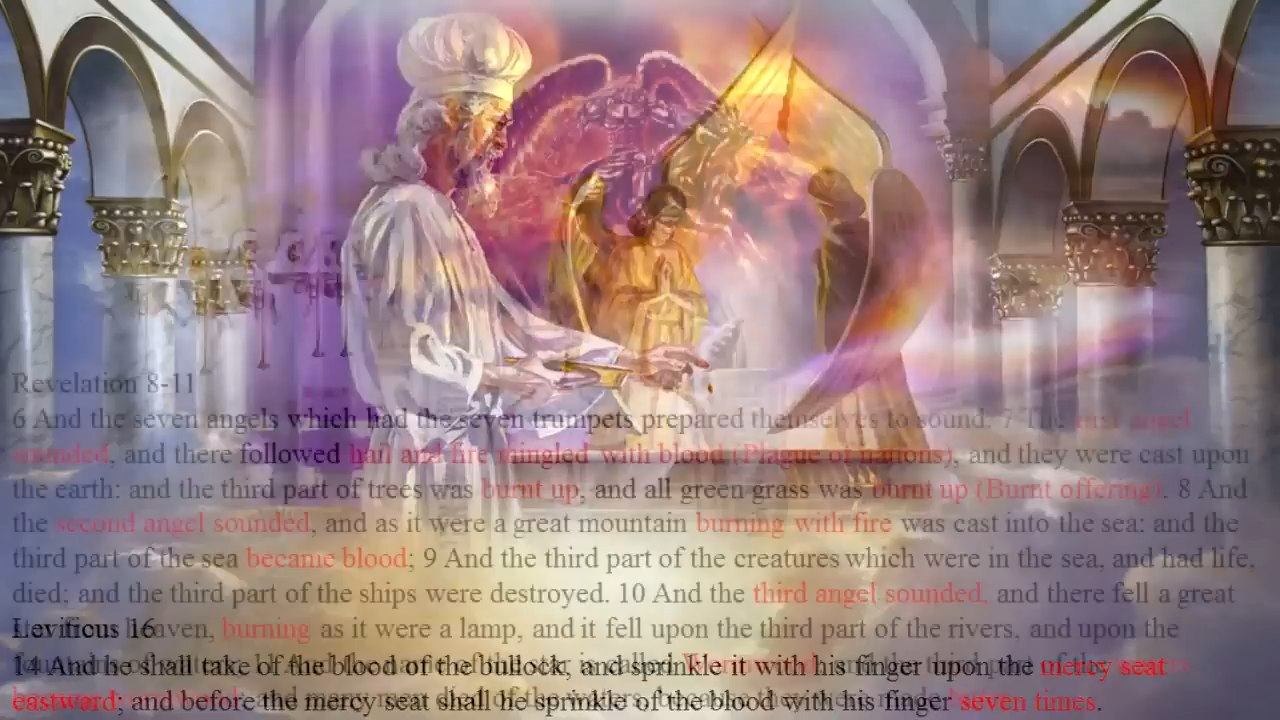 Revelation 8-11
6 And the seven angels which had the seven trumpets prepared themselves to sound. 7 The first angel
sounded, and there followed hail and fire mingled with blood (Plague of nations), and they were cast upon
the earth: and the third part of trees was burnt up, and all green grass was burnt up (Burnt offering). 8 And
the second angel sounded, and as it were a great mountain burning with fire was cast into the sea: and the
third part of the sea became blood; 9 And the third part of the creatures which were in the sea, and had life,
died; and the third part of the ships were destroyed. 10 And the third angel sounded, and there fell a great
Leviticus 16
burning as it were a lamp, and it fell upon the third part of the rivers, and upon the
14 And he shall take of the blood of the bullock, and sprinkle it with his finger upon the mercy seat
eastward; and before the mercy seat shall he sprinkle of the blood with his finger seven times.